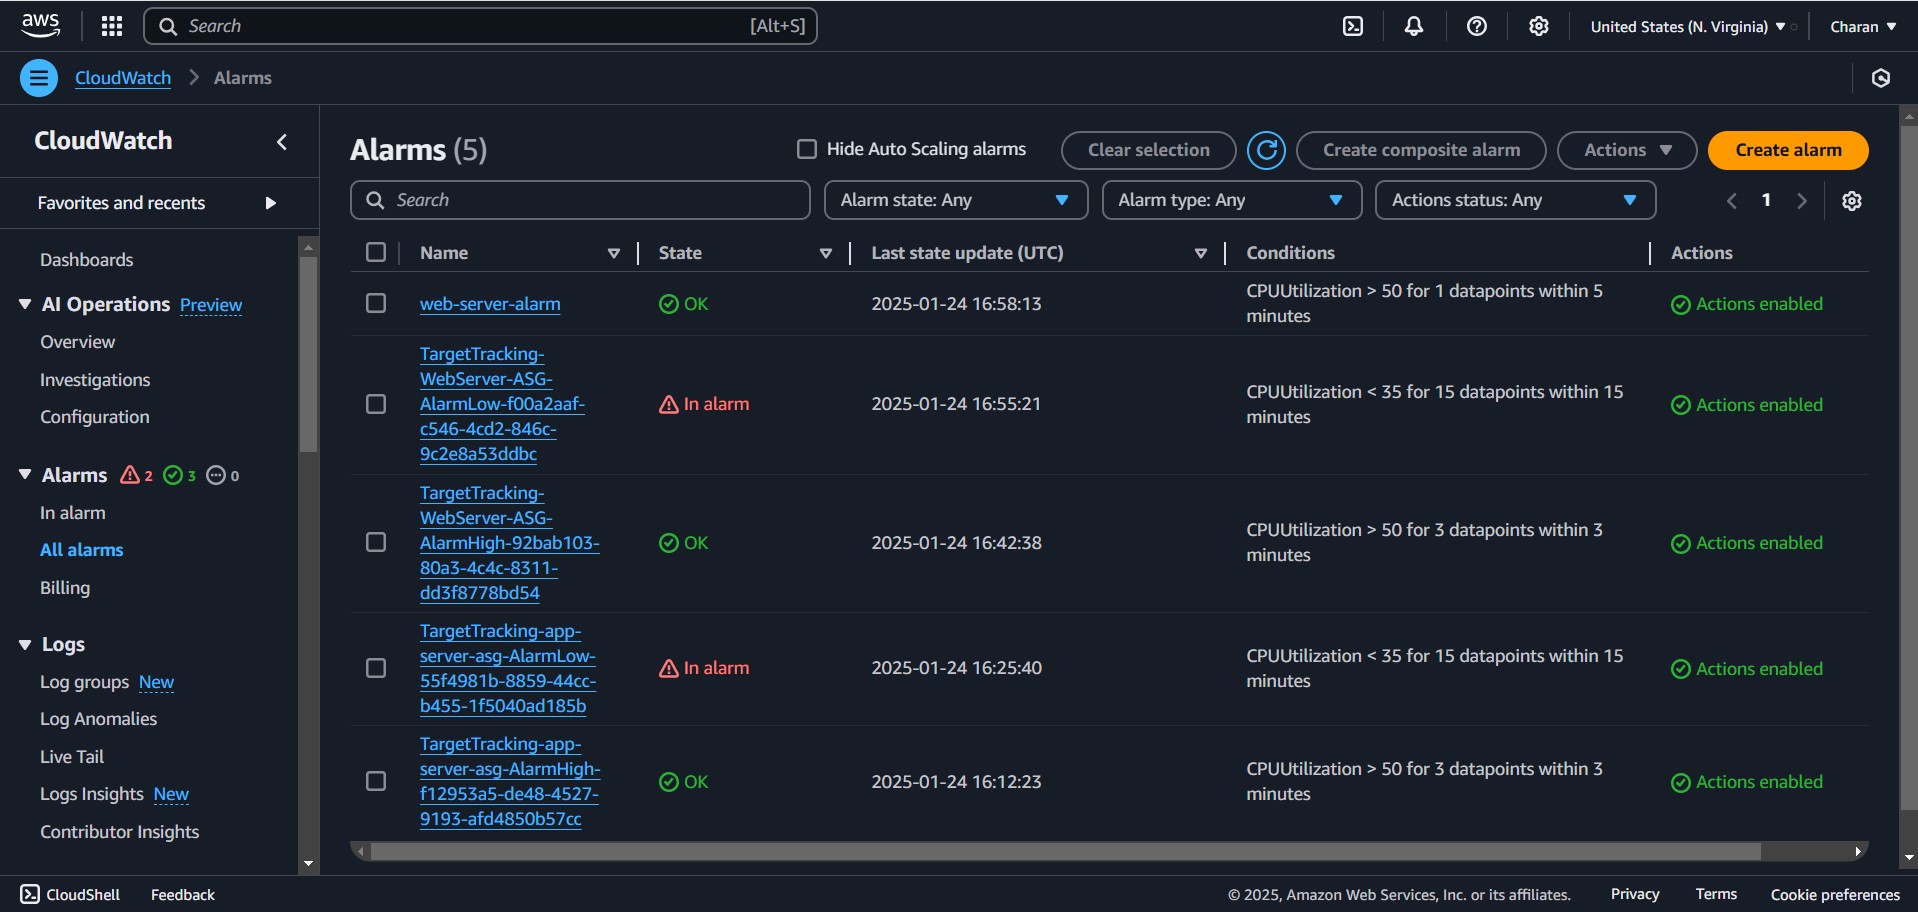 aws
Search [Alt+S]
United States (N. Virginia)
Charan
CloudWatch Alarms
CloudWatch
Favorites and recents
Dashboards
AI Operations Preview
Overview
Investigations
Configuration
Alarms 2 3 0
In alarm
All alarms
Billing
Logs
Log groups New
Log Anomalies
Live Tail
Logs Insights New
Contributor Insights
Alarms (5)
Hide Auto Scaling alarms
Clear selection
Create composite alarm
Actions
Create alarm
Search
Alarm state: Any
Alarm type: Any
Actions status: Any
1
Name State Last state update (UTC) Conditions Actions
web-server-alarm
OK
2025-01-24 16:58:13
CPUUtilization > 50 for 1 datapoints within 5
minutes
Actions enabled
TargetTracking-
WebServer-ASG-
AlarmLow-f00a2aaf-
c546-4cd2-846c-
9c2e8a53ddbc
In alarm
2025-01-24 16:55:21
CPUUtilization < 35 for 15 datapoints within 15
minutes
Actions enabled
TargetTracking-
WebServer-ASG-
AlarmHigh-92bab103-
80a3-4c4c-8311-
dd3f8778bd54
OK
2025-01-24 16:42:38
CPUUtilization > 50 for 3 datapoints within 3
minutes
Actions enabled
TargetTracking-app-
server-asg-AlarmLow-
55f4981b-8859-44cc-
b455-1f5040ad185b
In alarm
2025-01-24 16:25:40
CPUUtilization < 35 for 15 datapoints within 15
minutes
Actions enabled
TargetTracking-app-
server-asg-AlarmHigh-
f12953a5-de48-4527-
9193-afd4850b57cc
OK
2025-01-24 16:12:23
CPUUtilization > 50 for 3 datapoints within 3
minutes
Actions enabled
CloudShell Feedback © 2025, Amazon Web Services, Inc. or its affiliates. Privacy Terms Cookie preferences